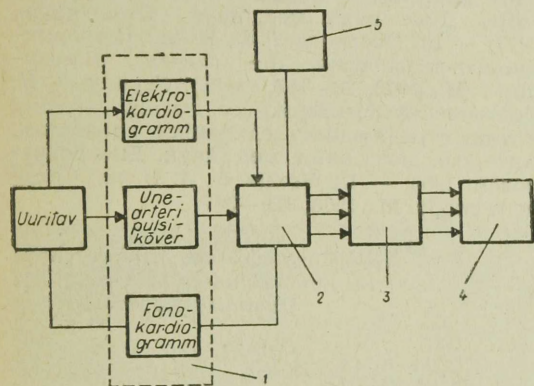 5
Elektro-
kardio-
gramm
Uuritav
Une-
arteri
pulsi-
kõver
2
3
4
Fono-
kardio-
gramm
1